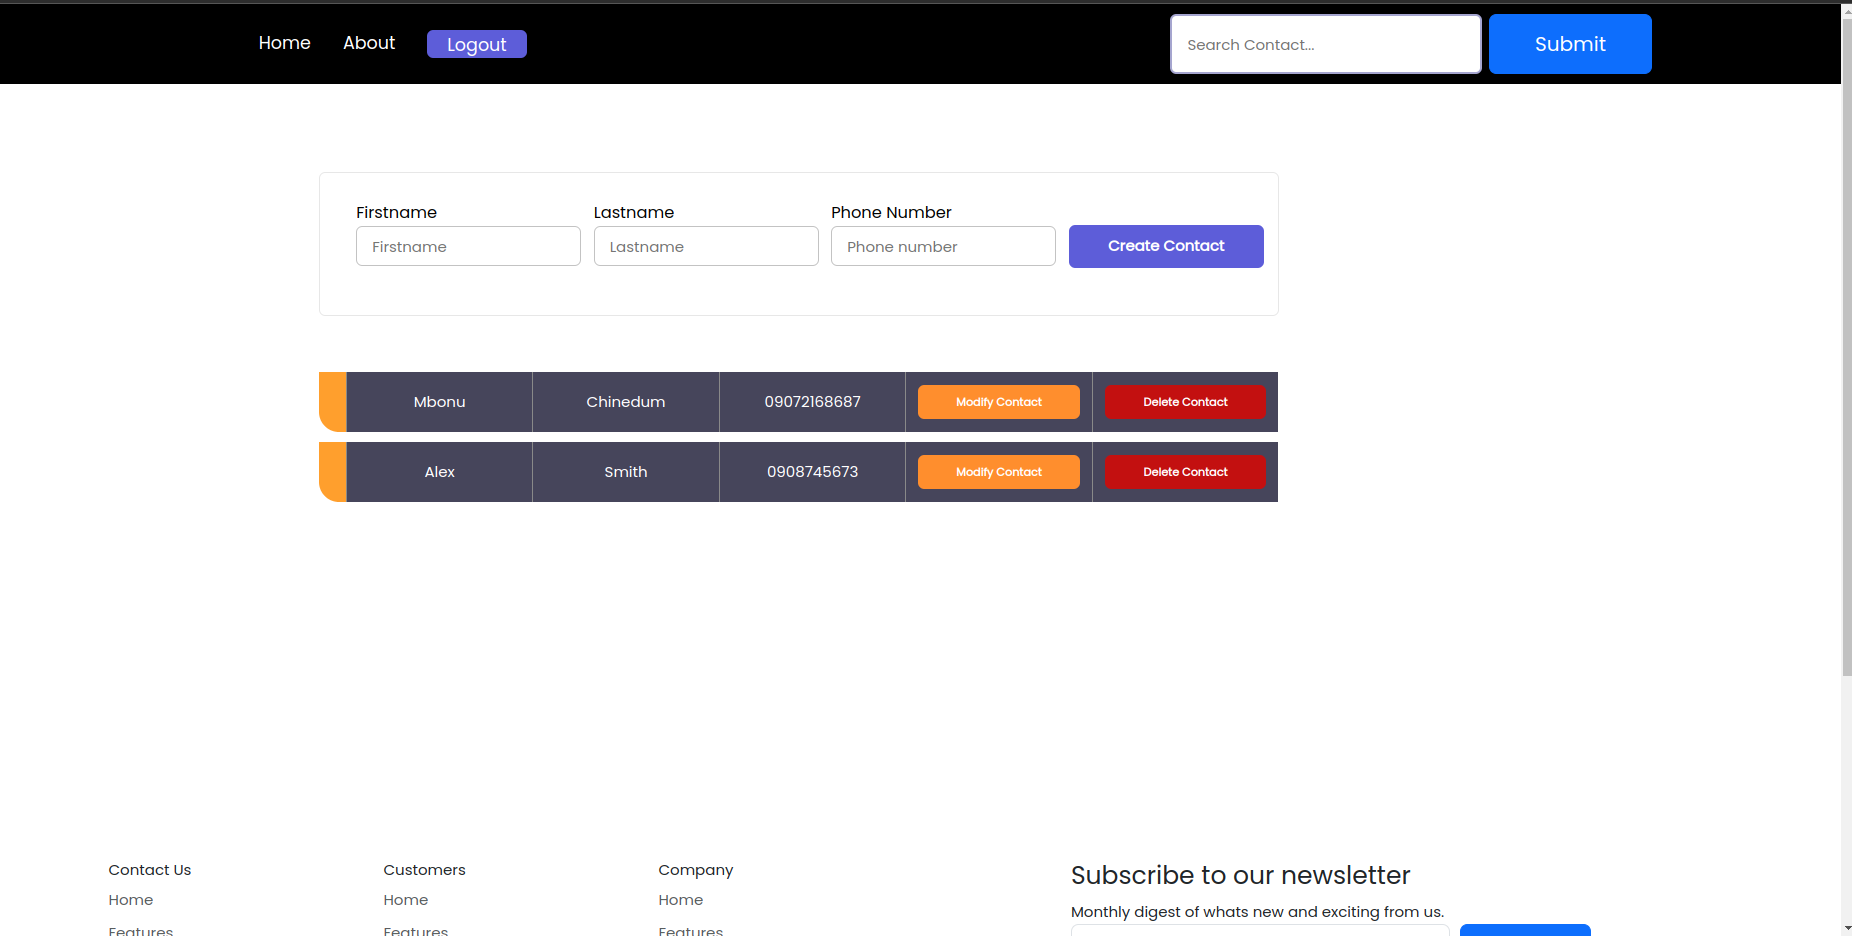 Home About Logout Search Contact... Submit
Firstname Lastname Phone Number
Firstname Lastname Phone number Create Contact
Mbonu Chinedum 09072168687 Modify Contact Delete Contact
Alex Smith 0908745673 Modify Contact Delete Contact
Contact Us Customers Company Subscribe to our newsletter
Home Home Home
Monthly digest of whats new and exciting from us.
Features Features Features